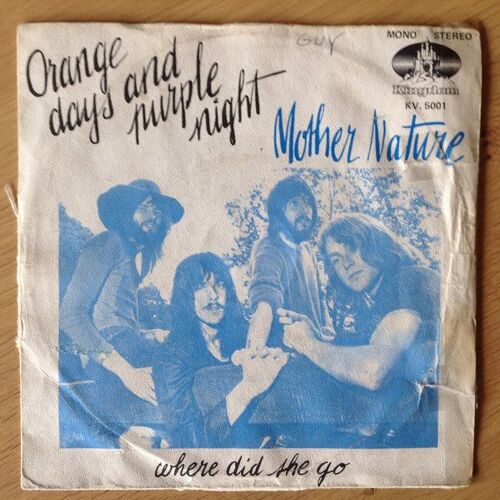 MONO STEREO
GUY
Kingdom
KV. 5001
Orange
days and
purple
night
Mother Nature
where did she go